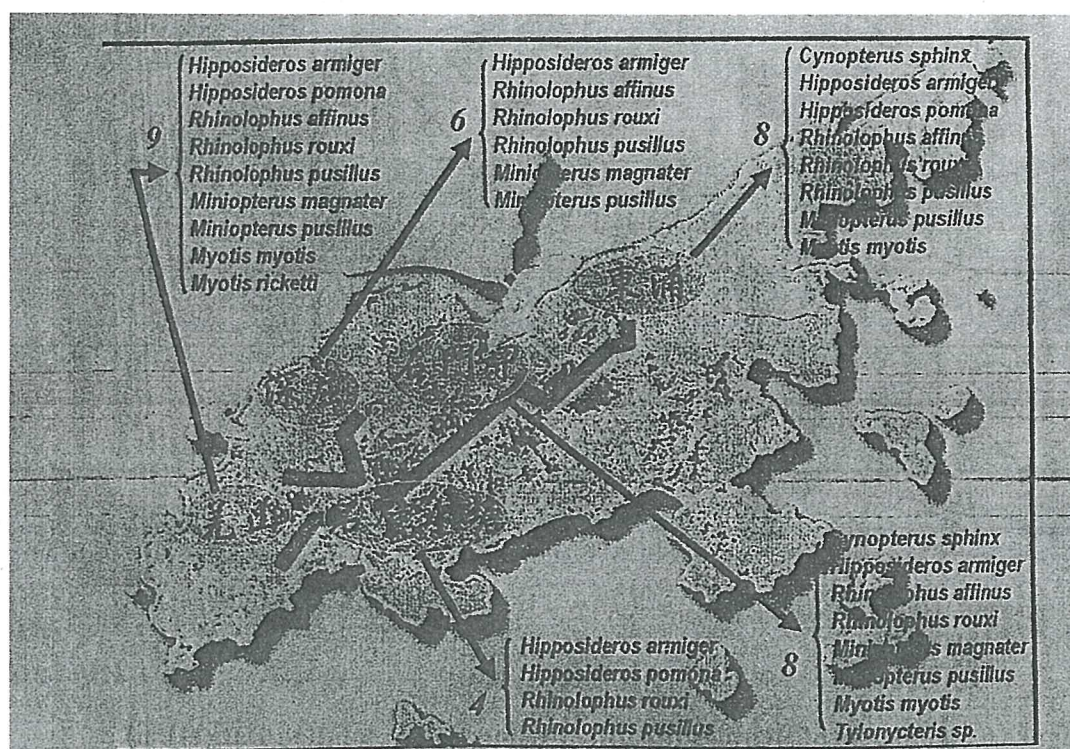 9
Hipposideros armiger
Hipposideros pomona
Rhinolophus affinus
Rhinolophus rouxi
Rhinolophus pusillus
Miniopterus magnater
Miniopterus pusillus
Myotis myotis
Myotis ricketti
6
Hipposideros armiger
Rhinolophus affinus
Rhinolophus rouxi
Rhinolophus pusillus
Miniopterus magnater
Miniopterus pusillus
8
Cynopterus sphinx
Hipposideros armiger
Hipposideros pomona
Rhinolophus affinus
Rhinolophus rouxi
Rhinolophus pusillus
Miniopterus pusillus
Myotis myotis
4
Hipposideros armiger
Hipposideros pomona
Rhinolophus rouxi
Rhinolophus pusillus
8
Cynopterus sphinx
Hipposideros armiger
Rhinolophus affinus
Rhinolophus rouxi
Miniopterus magnater
Miniopterus pusillus
Myotis myotis
Tylonycteris sp.